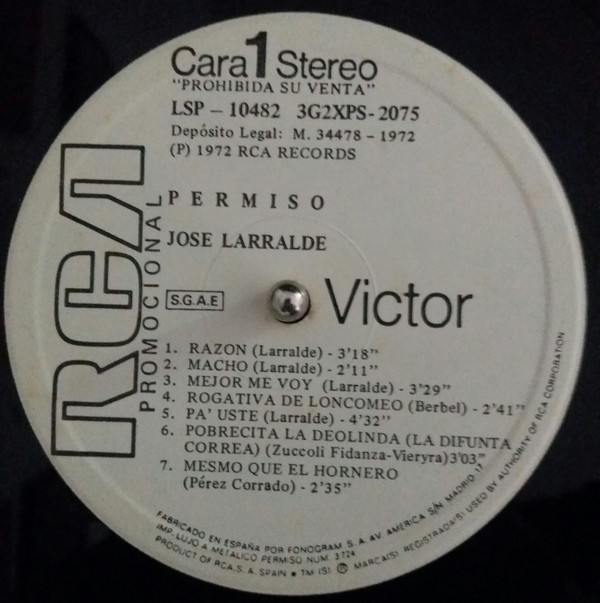 Cara 1 Stereo
"PROHIBIDA SU VENTA"
LSP - 10482 3G2XPS-2075
Depósito Legal: M. 34478 - 1972
(P) 1972 RCA RECORDS
PERMISO
JOSE LARRALDE
RCA
PROMOCIONAL
S.G.A.E
Victor
1. RAZON (Larralde) - 3'18"
2. MACHO (Larralde) - 2'11"
3. MEJOR ME VOY (Larralde) - 3'29"
4. ROGATIVA DE LONCOMEO (Berbel) - 2'41"
5. PA' USTE (Larralde) - 4'32"
6. POBRECITA LA DEOLINDA (LA DIFUNTA
CORREA) (Zuccoli Fidanza-Vieryra) 3'03"
7. MESMO QUE EL HORNERO
(Pérez Corrado) - 2'35"
FABRICADO EN ESPAÑA POR FONOGRAM S. A. AV. AMERICA S/N MADRID 17
IMP. LUJO A METALICO PERMISO NUM. 3724
PRODUCT OF RCA. S. A. SPAIN • TM (S) ® MARCA(S) REGISTRADA(S) USED BY AUTHORITY OF RCA CORPORATION